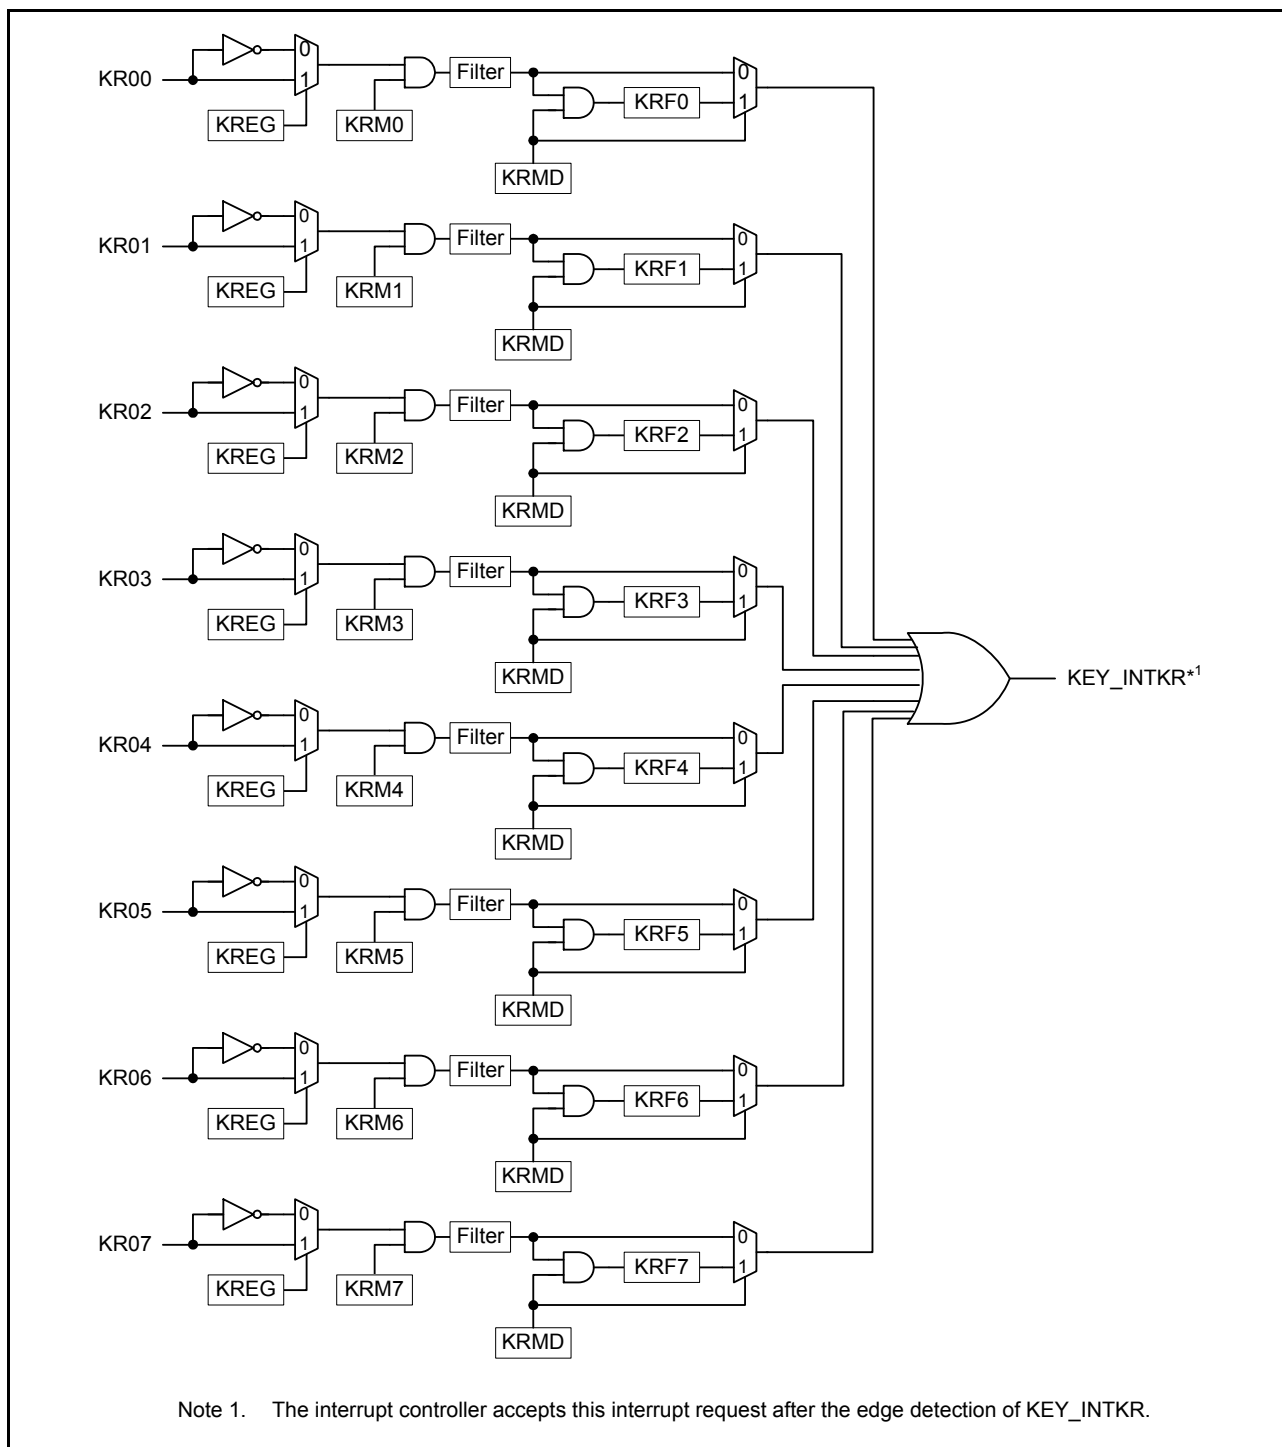 0
KR00 1 Filter 0
KREG KRM0 KRF0 1
KRMD
0
KR01 1 Filter 0
KREG KRM1 KRF1 1
KRMD
0
KR02 1 Filter 0
KREG KRM2 KRF2 1
KRMD
0
KR03 1 Filter 0
KREG KRM3 KRF3 1
KRMD
KEY_INTKR*1
0
KR04 1 Filter 0
KREG KRM4 KRF4 1
KRMD
0
KR05 1 Filter 0
KREG KRM5 KRF5 1
KRMD
0
KR06 1 Filter 0
KREG KRM6 KRF6 1
KRMD
0
KR07 1 Filter 0
KREG KRM7 KRF7 1
KRMD
Note 1. The interrupt controller accepts this interrupt request after the edge detection of KEY_INTKR.